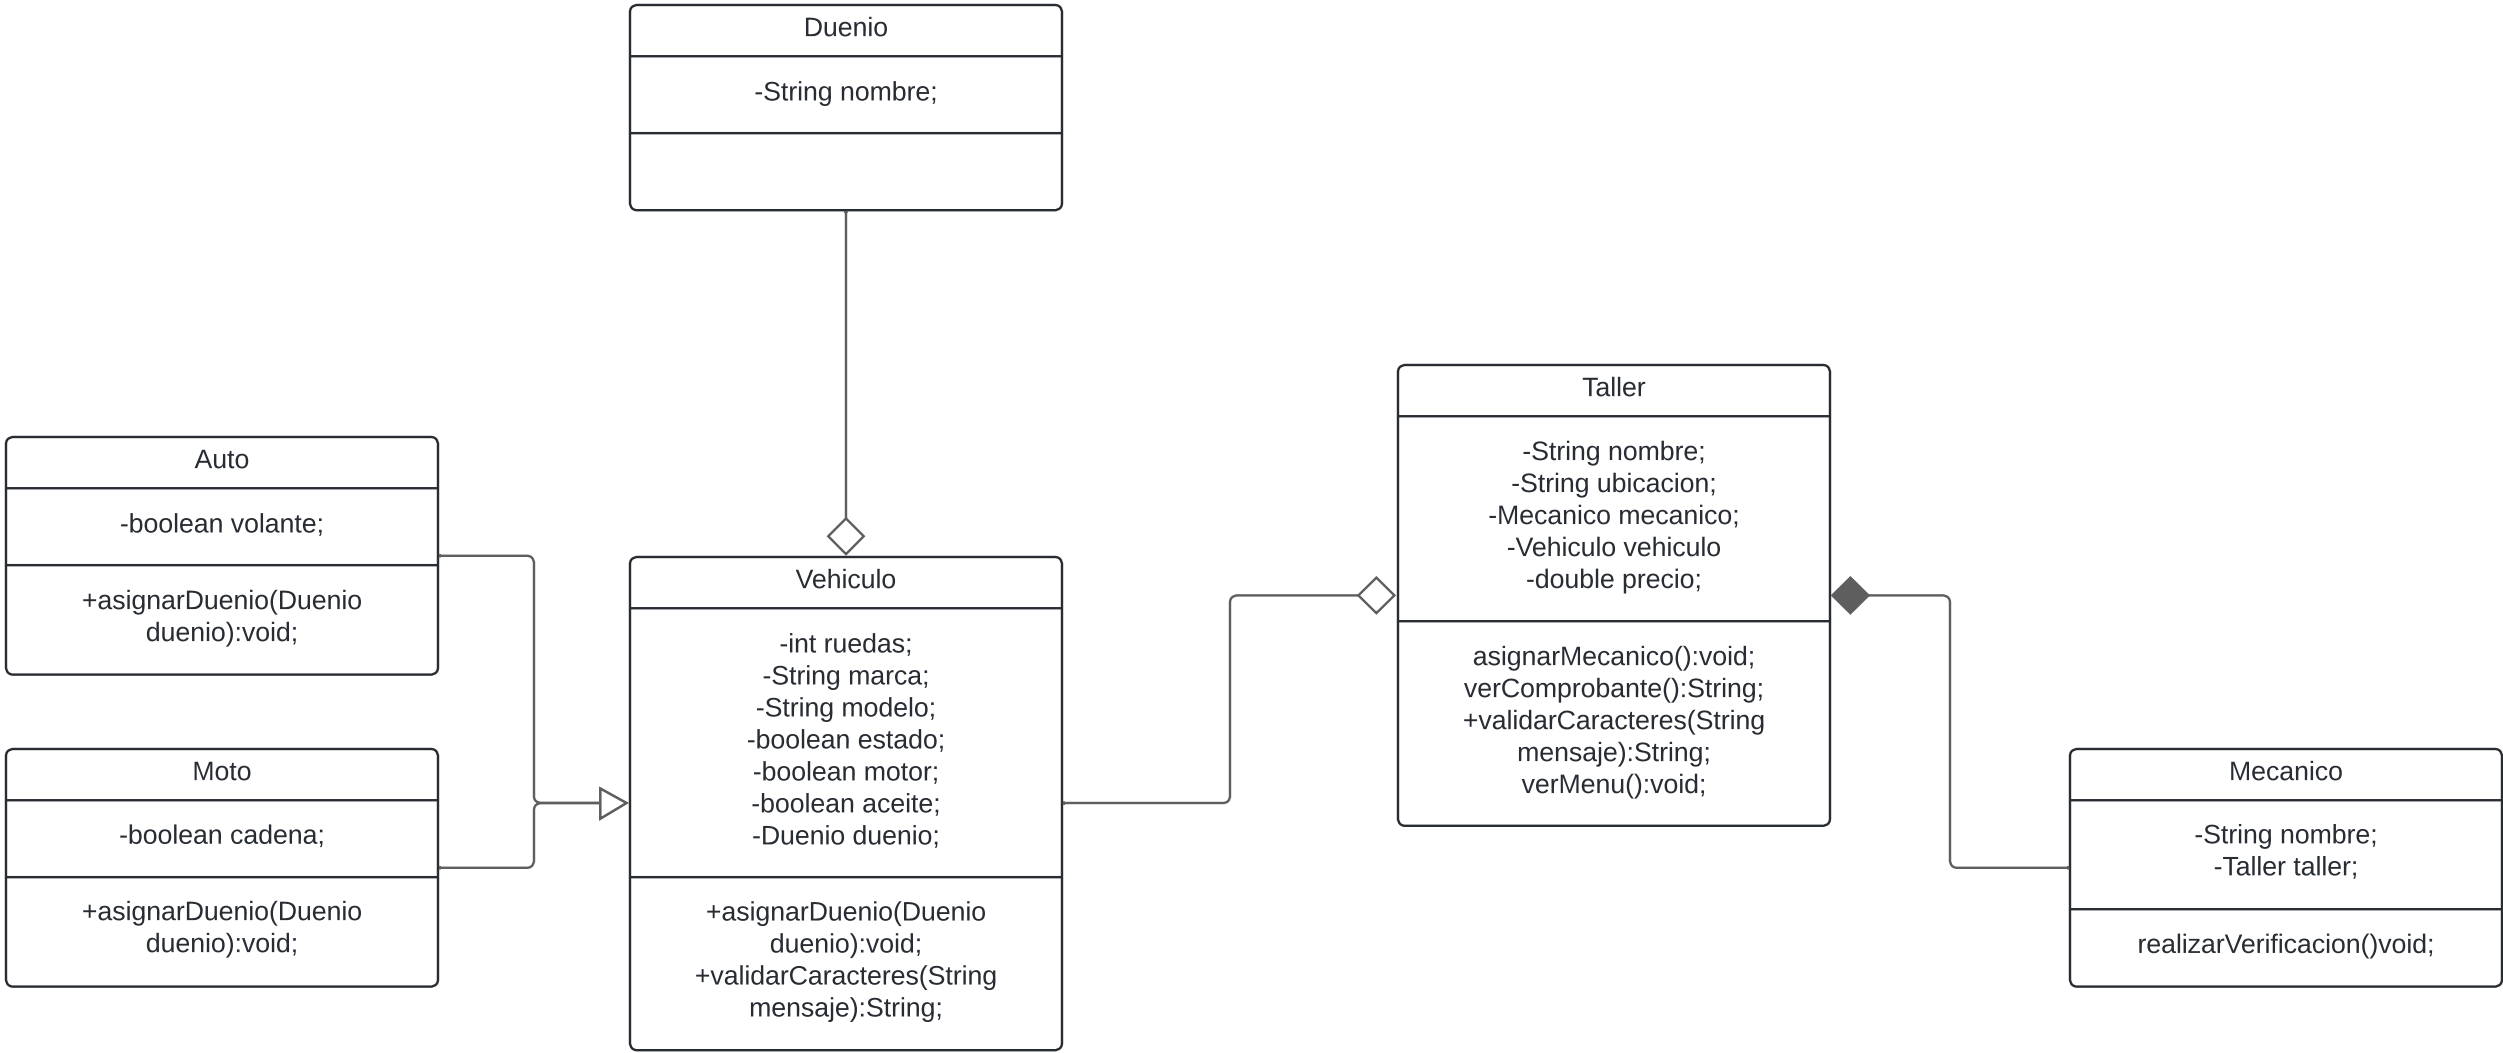 Duenio
-String nombre;
Auto
-boolean volante;
+asignarDuenio(Duenio
duenio):void;
Moto
-boolean cadena;
+asignarDuenio(Duenio
duenio):void;
Vehiculo
-int ruedas;
-String marca;
-String modelo;
-boolean estado;
-boolean motor;
-boolean aceite;
-Duenio duenio;
+asignarDuenio(Duenio
duenio):void;
+validarCaracteres(String
mensaje):String;
Taller
-String nombre;
-String ubicacion;
-Mecanico mecanico;
-Vehiculo vehiculo
-double precio;
asignarMecanico():void;
verComprobante():String;
+validarCaracteres(String
mensaje):String;
verMenu():void;
Mecanico
-String nombre;
-Taller taller;
realizarVerificacion()void;